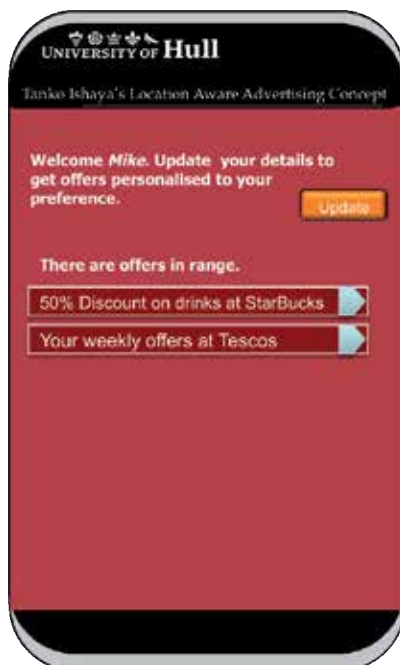 UNIVERSITY OF Hull
Tanko Ishaya's Location Aware Advertising Concept
Welcome Mike. Update your details to
get offers personalised to your
preference.
Update
There are offers in range.
50% Discount on drinks at StarBucks
Your weekly offers at Tescos